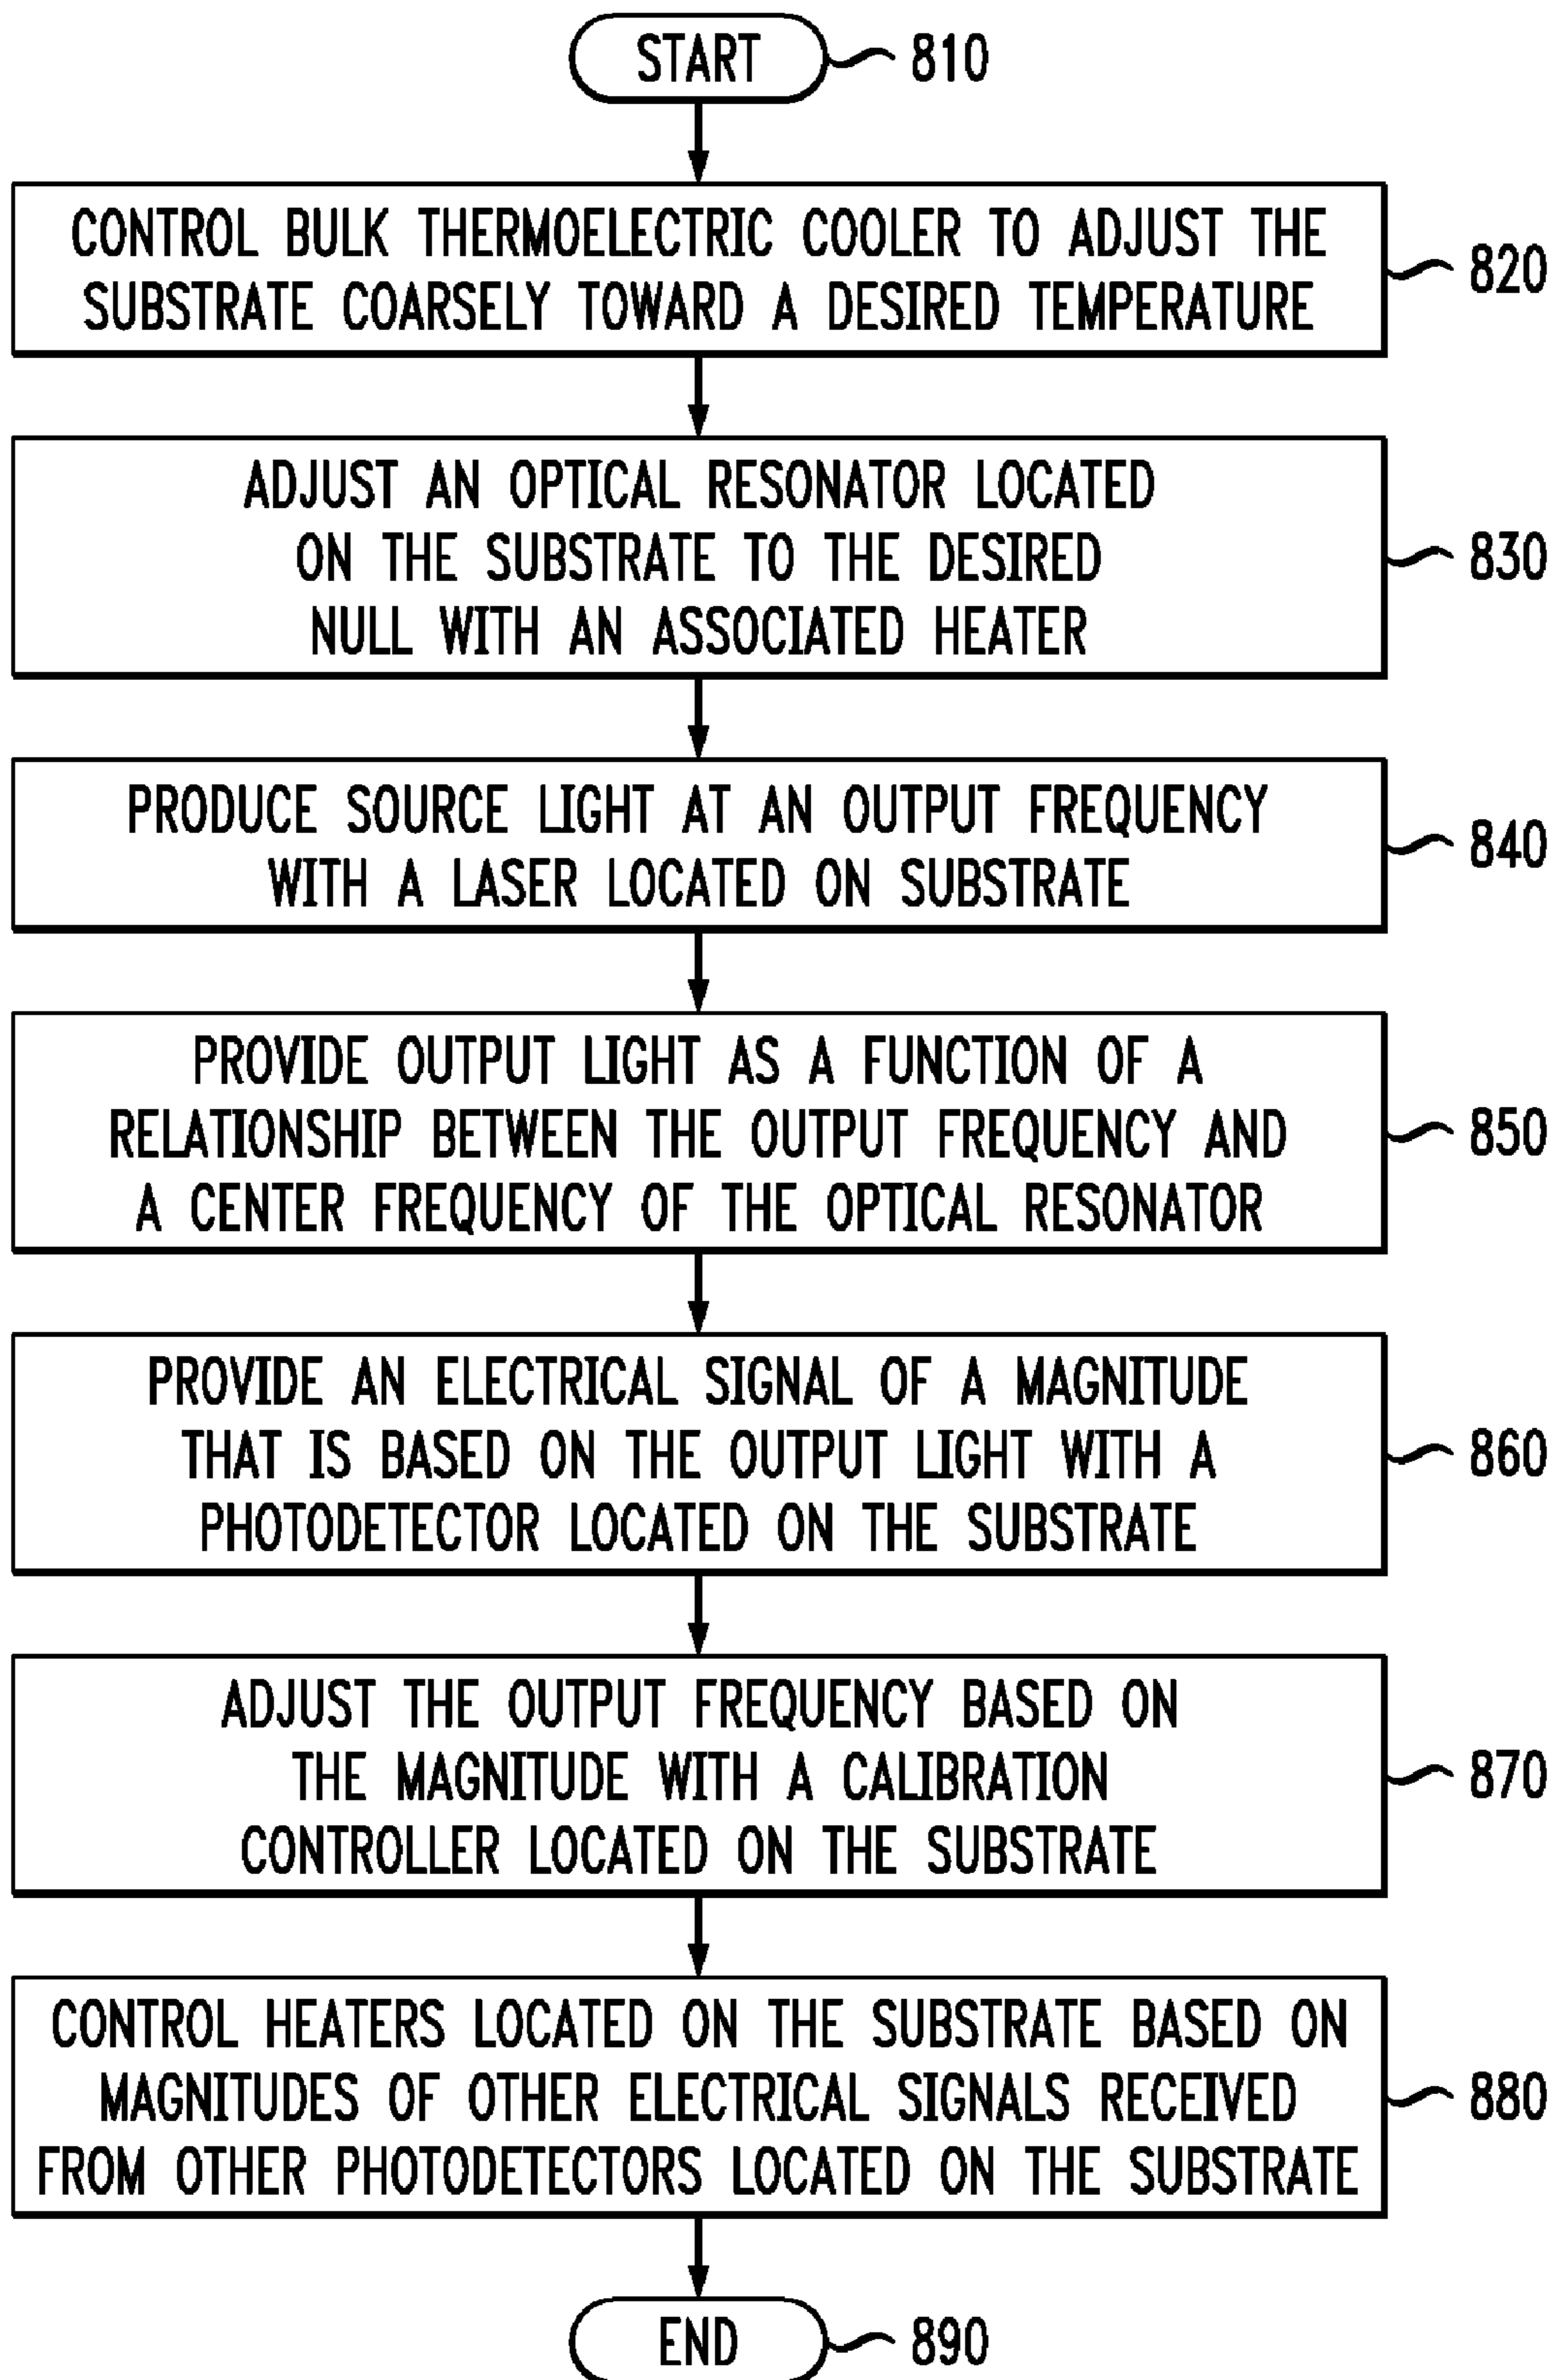 START
810
CONTROL BULK THERMOELECTRIC COOLER TO ADJUST THE
SUBSTRATE COARSELY TOWARD A DESIRED TEMPERATURE
820
ADJUST AN OPTICAL RESONATOR LOCATED
ON THE SUBSTRATE TO THE DESIRED
NULL WITH AN ASSOCIATED HEATER
830
PRODUCE SOURCE LIGHT AT AN OUTPUT FREQUENCY
WITH A LASER LOCATED ON SUBSTRATE
840
PROVIDE OUTPUT LIGHT AS A FUNCTION OF A
RELATIONSHIP BETWEEN THE OUTPUT FREQUENCY AND
A CENTER FREQUENCY OF THE OPTICAL RESONATOR
850
PROVIDE AN ELECTRICAL SIGNAL OF A MAGNITUDE
THAT IS BASED ON THE OUTPUT LIGHT WITH A
PHOTODETECTOR LOCATED ON THE SUBSTRATE
860
ADJUST THE OUTPUT FREQUENCY BASED ON
THE MAGNITUDE WITH A CALIBRATION
CONTROLLER LOCATED ON THE SUBSTRATE
870
CONTROL HEATERS LOCATED ON THE SUBSTRATE BASED ON
MAGNITUDES OF OTHER ELECTRICAL SIGNALS RECEIVED
FROM OTHER PHOTODETECTORS LOCATED ON THE SUBSTRATE
880
END
890